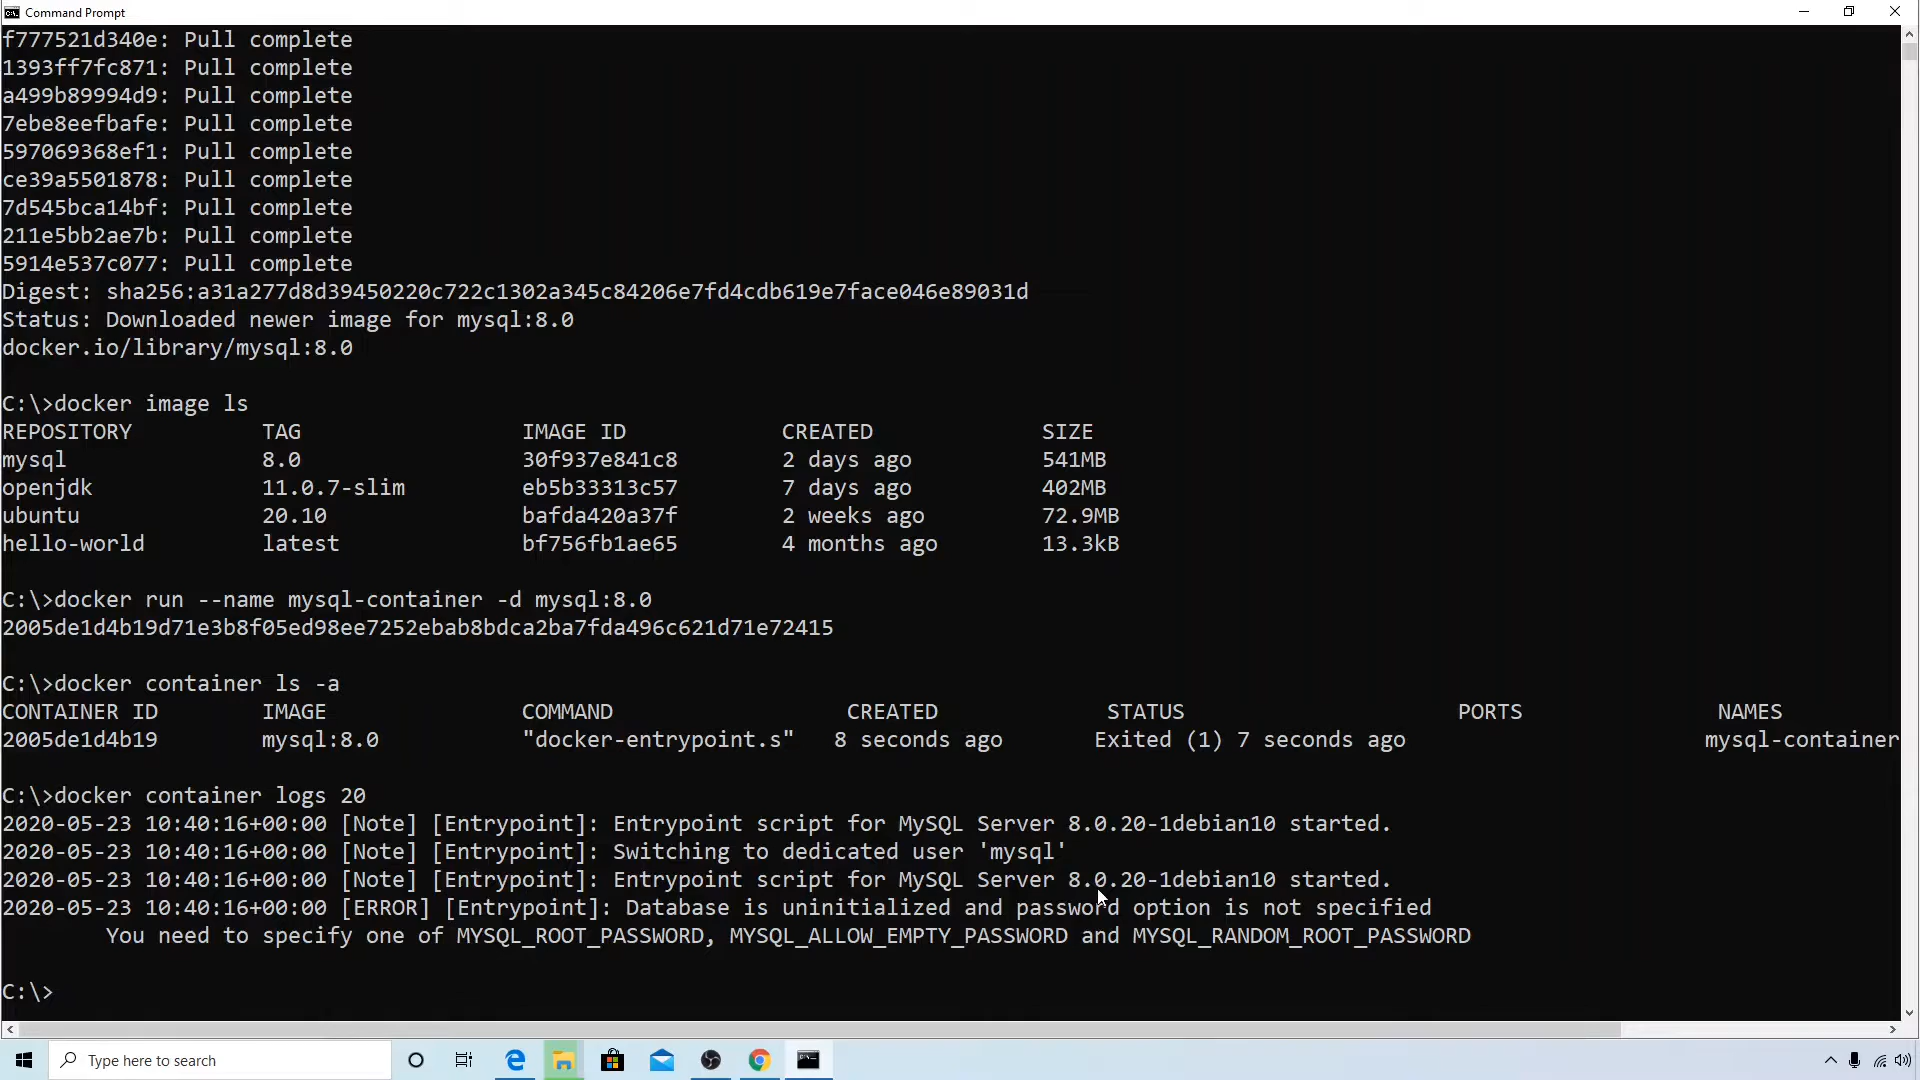 Command Prompt
f777521d340e: Pull complete
1393ff7fc871: Pull complete
a499b89994d9: Pull complete
7ebe8eefbafe: Pull complete
597069368ef1: Pull complete
ce39a5501878: Pull complete
7d545bca14bf: Pull complete
211e5bb2ae7b: Pull complete
5914e537c077: Pull complete
Digest: sha256:a31a277d8d39450220c722c1302a345c84206e7fd4cdb619e7face046e89031d
Status: Downloaded newer image for mysql:8.0
docker.io/library/mysql:8.0
C:\>docker image ls
REPOSITORY TAG IMAGE ID CREATED SIZE
mysql 8.0 30f937e841c8 2 days ago 541MB
openjdk 11.0.7-slim eb5b33313c57 7 days ago 402MB
ubuntu 20.10 bafda420a37f 2 weeks ago 72.9MB
hello-world latest bf756fb1ae65 4 months ago 13.3kB
C:\>docker run --name mysql-container -d mysql:8.0
2005de1d4b19d71e3b8f05ed98ee7252ebab8bdca2ba7fda496c621d71e72415
C:\>docker container ls -a
CONTAINER ID IMAGE COMMAND CREATED STATUS PORTS NAMES
2005de1d4b19 mysql:8.0 "docker-entrypoint.s" 8 seconds ago Exited (1) 7 seconds ago mysql-container
C:\>docker container logs 20
2020-05-23 10:40:16+00:00 [Note] [Entrypoint]: Entrypoint script for MySQL Server 8.0.20-1debian10 started.
2020-05-23 10:40:16+00:00 [Note] [Entrypoint]: Switching to dedicated user 'mysql'
2020-05-23 10:40:16+00:00 [Note] [Entrypoint]: Entrypoint script for MySQL Server 8.0.20-1debian10 started.
2020-05-23 10:40:16+00:00 [ERROR] [Entrypoint]: Database is uninitialized and password option is not specified
You need to specify one of MYSQL_ROOT_PASSWORD, MYSQL_ALLOW_EMPTY_PASSWORD and MYSQL_RANDOM_ROOT_PASSWORD
C:\>
Type here to search